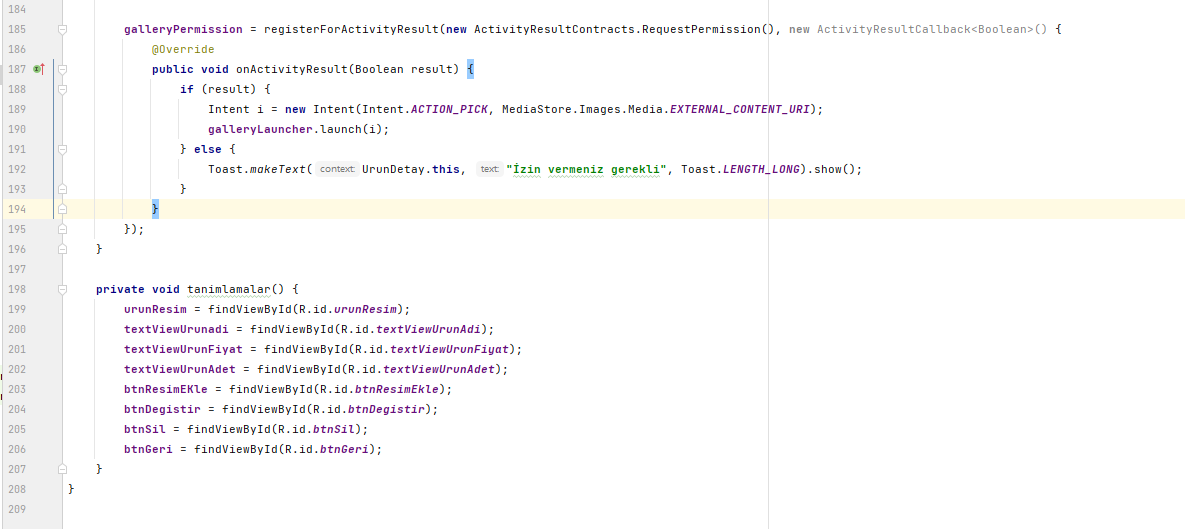 184
185 galleryPermission = registerForActivityResult(new ActivityResultContracts.RequestPermission(), new ActivityResultCallback<Boolean>() {
186 @Override
187 public void onActivityResult(Boolean result) {
188 if (result) {
189 Intent i = new Intent(Intent.ACTION_PICK, MediaStore.Images.Media.EXTERNAL_CONTENT_URI);
190 galleryLauncher.launch(i);
191 } else {
192 Toast.makeText( context: UrunDetay.this, text: "İzin vermeniz gerekli", Toast.LENGTH_LONG).show();
193 }
194 }
195 });
196 }
197
198 private void tanimlamalar() {
199 urunResim = findViewById(R.id.urunResim);
200 textViewUrunadi = findViewById(R.id.textViewUrunAdi);
201 textViewUrunFiyat = findViewById(R.id.textViewUrunFiyat);
202 textViewUrunAdet = findViewById(R.id.textViewUrunAdet);
203 btnResimEKle = findViewById(R.id.btnResimEkle);
204 btnDegistir = findViewById(R.id.btnDegistir);
205 btnSil = findViewById(R.id.btnSil);
206 btnGeri = findViewById(R.id.btnGeri);
207 }
208 }
209